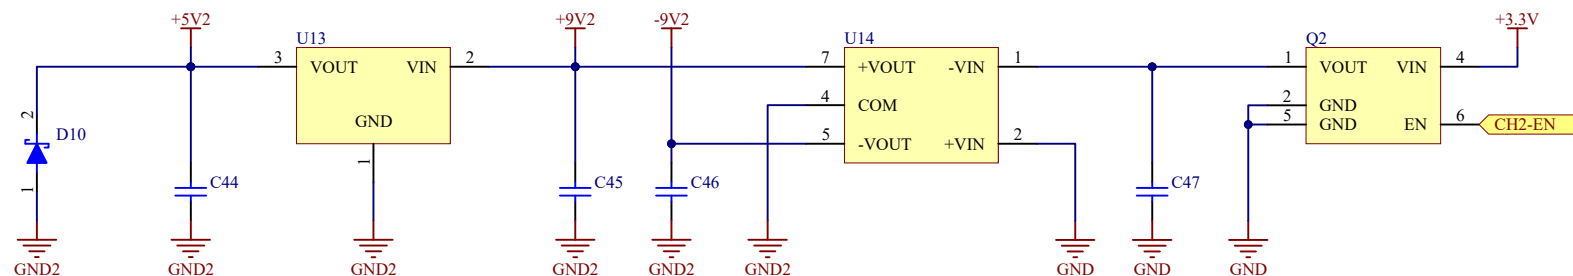 +5V2
+9V2
-9V2
+3.3V
U13
U14
Q2
3 VOUT VIN 2
7 +VOUT -VIN 1
1 VOUT VIN 4
4 COM
2 GND
5 GND EN 6 CH2-EN
GND
2
D10
5 -VOUT +VIN 2
1
1
C44
C45
C46
C47
GND2
GND2
GND2
GND2
GND2
GND2
GND
GND
GND